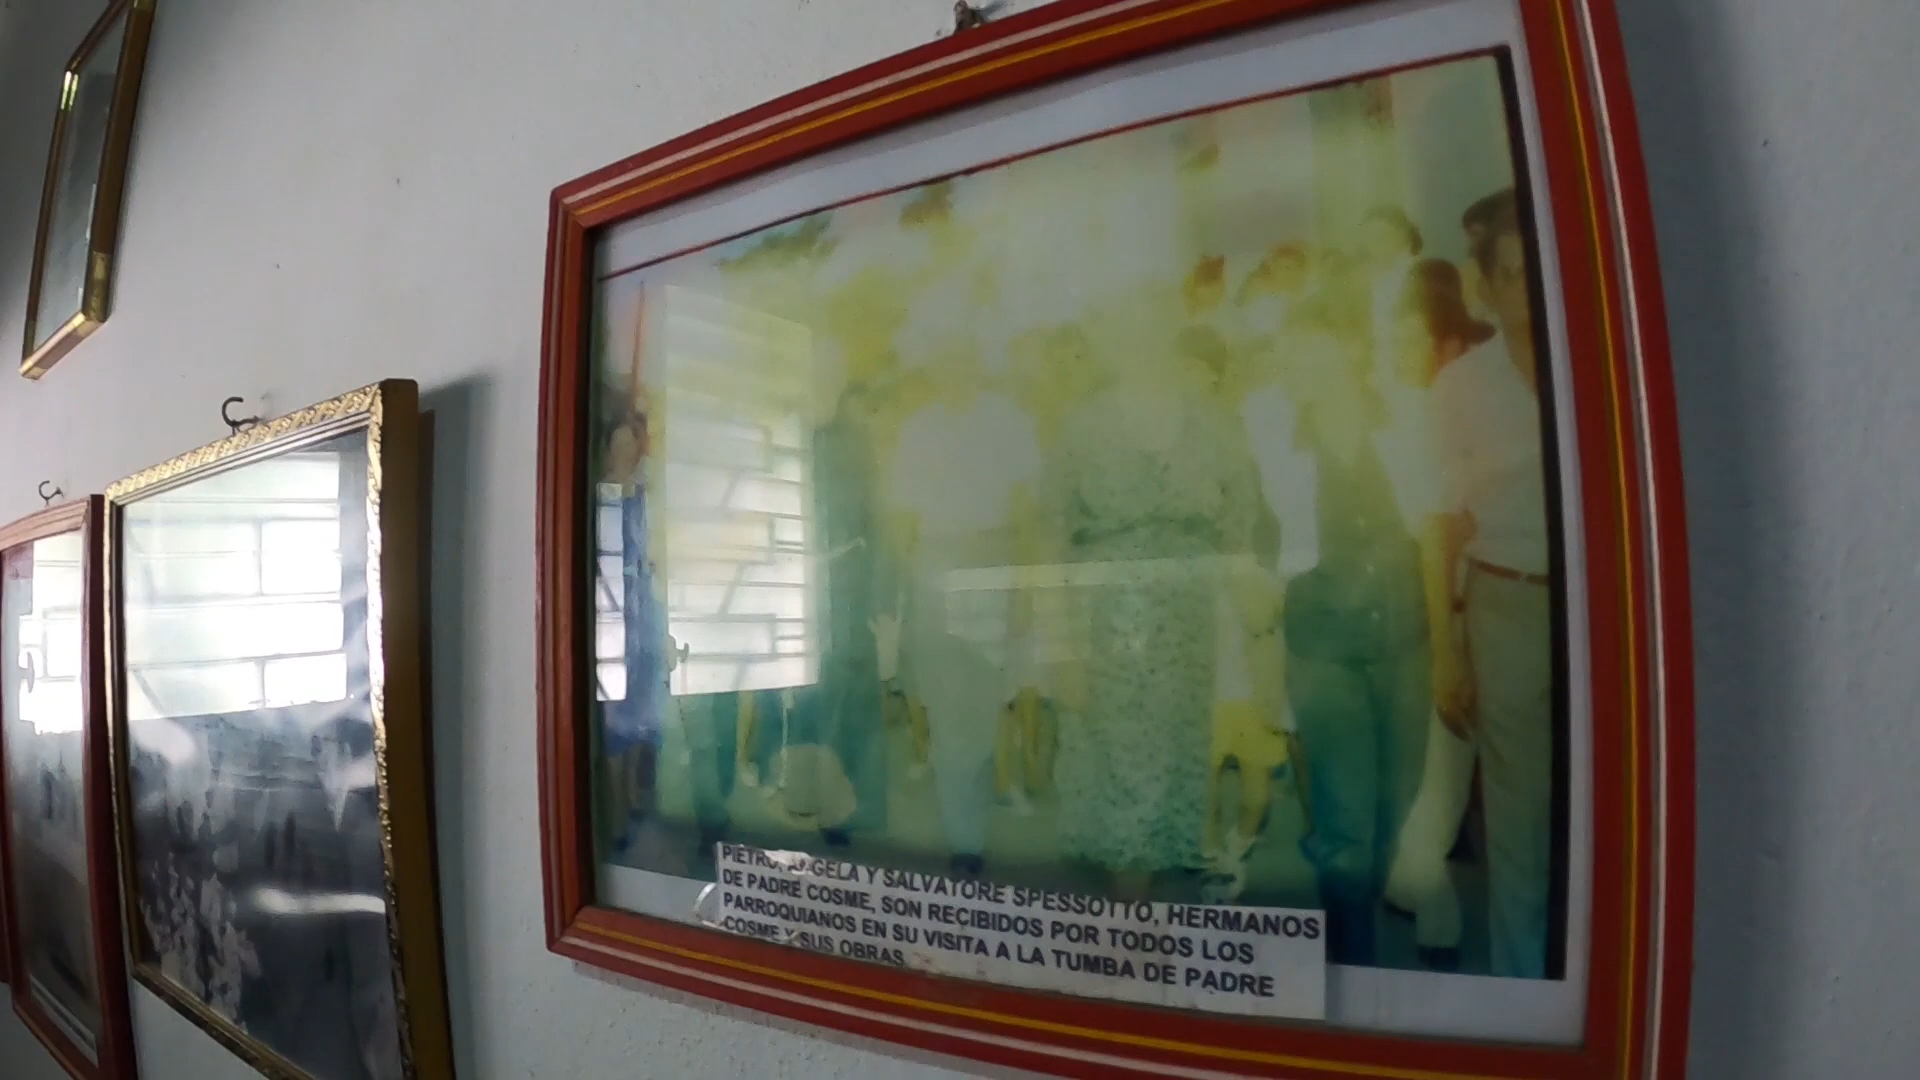 PIETRO, ANGELA Y SALVATORE SPESSOTTO, HERMANOS
DE PADRE COSME, SON RECIBIDOS POR TODOS LOS
PARROQUIANOS EN SU VISITA A LA TUMBA DE PADRE
COSME Y SUS OBRAS.